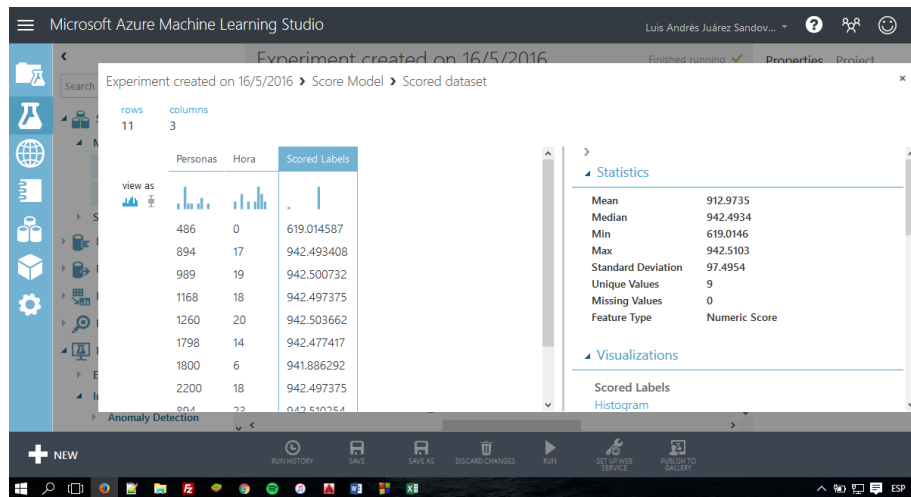 Microsoft Azure Machine Learning Studio
Luis Andrés Juárez Sandov...
?
Experiment created on 16/5/2016
Finished running
Properties Project
Search
Experiment created on 16/5/2016 > Score Model > Scored dataset
×
rows columns
11 3
Personas Hora Scored Labels
view as
486 0 619.014587
894 17 942.493408
989 19 942.500732
1168 18 942.497375
1260 20 942.503662
1798 14 942.477417
1800 6 941.886292
2200 18 942.497375
894 23 942.510254
Statistics
Mean 912.9735
Median 942.4934
Min 619.0146
Max 942.5103
Standard Deviation 97.4954
Unique Values 9
Missing Values 0
Feature Type Numeric Score
Visualizations
Scored Labels
Histogram
Anomaly Detection
NEW
RUN HISTORY
SAVE
SAVE AS
DISCARD CHANGES
RUN
SET UP WEB
SERVICE
PUBLISH TO
GALLERY
ESP